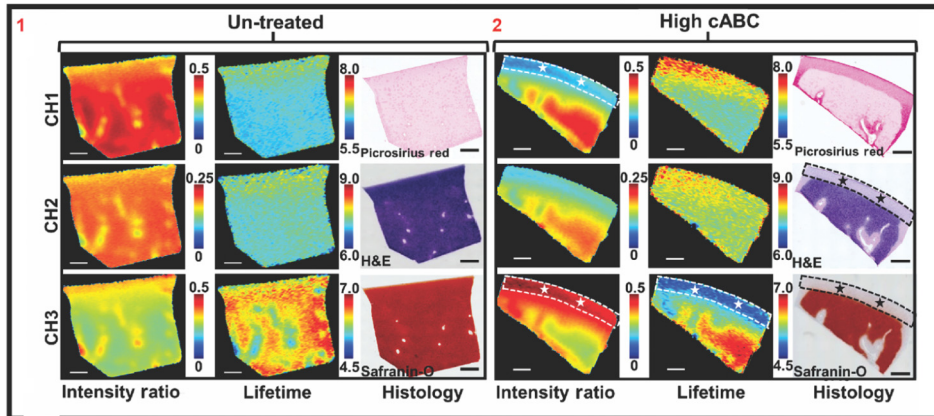 1 Un-treated 2 High cABC
CH1 0.5 0 8.0 5.5 Picrosirius red 0.5 0 8.0 5.5 Picrosirius red
CH2 0.25 0 9.0 6.0 H&E 0.25 0 9.0 6.0 H&E
CH3 0.5 0 7.0 4.5 Safranin-O 0.5 0 7.0 4.5 Safranin-O
Intensity ratio Lifetime Histology Intensity ratio Lifetime Histology